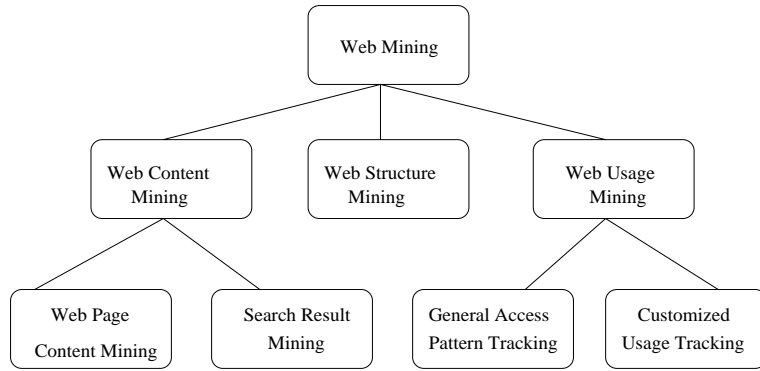 Web Mining
Web Content
Mining
Web Structure
Mining
Web Usage
Mining
Web Page
Content Mining
Search Result
Mining
General Access
Pattern Tracking
Customized
Usage Tracking